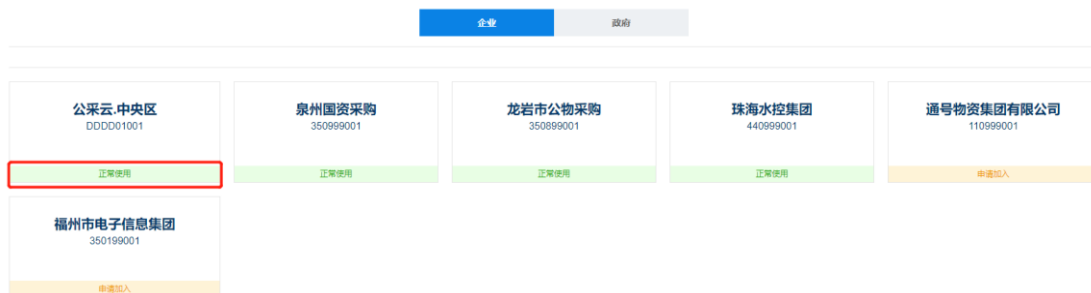 企业
政府
公采云.中央区
DDDD01001
正常使用
泉州国资采购
350999001
正常使用
龙岩市公物采购
350899001
正常使用
珠海水控集团
440999001
正常使用
通号物资集团有限公司
110999001
申请加入
福州市电子信息集团
350199001
申请加入